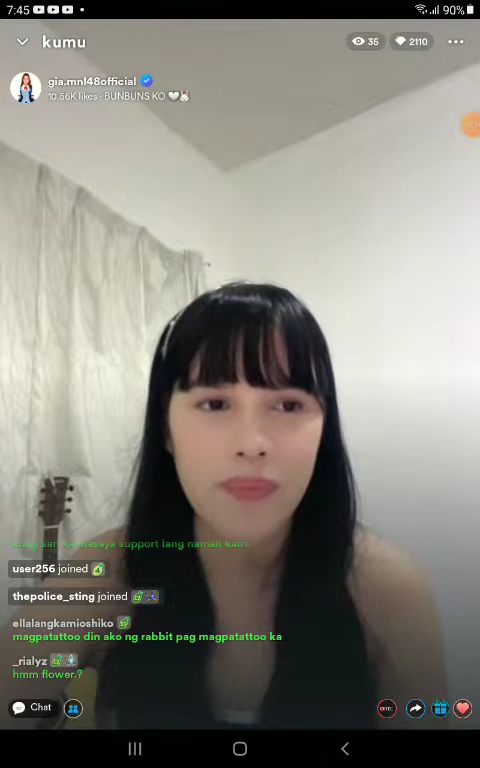 7:45
90%
kumu
35
2110
gia.mnl48official
10.56K likes · BUNBUNS KO
support lang naman kami
user256 joined
thepolice_sting joined
ellalangkamioshiko
magpatattoo din ako ng rabbit pag magpatattoo ka
_rialyz
hmm flower.?
Chat